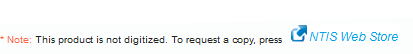 * Note: This product is not digitized. To request a copy, press NTIS Web Store